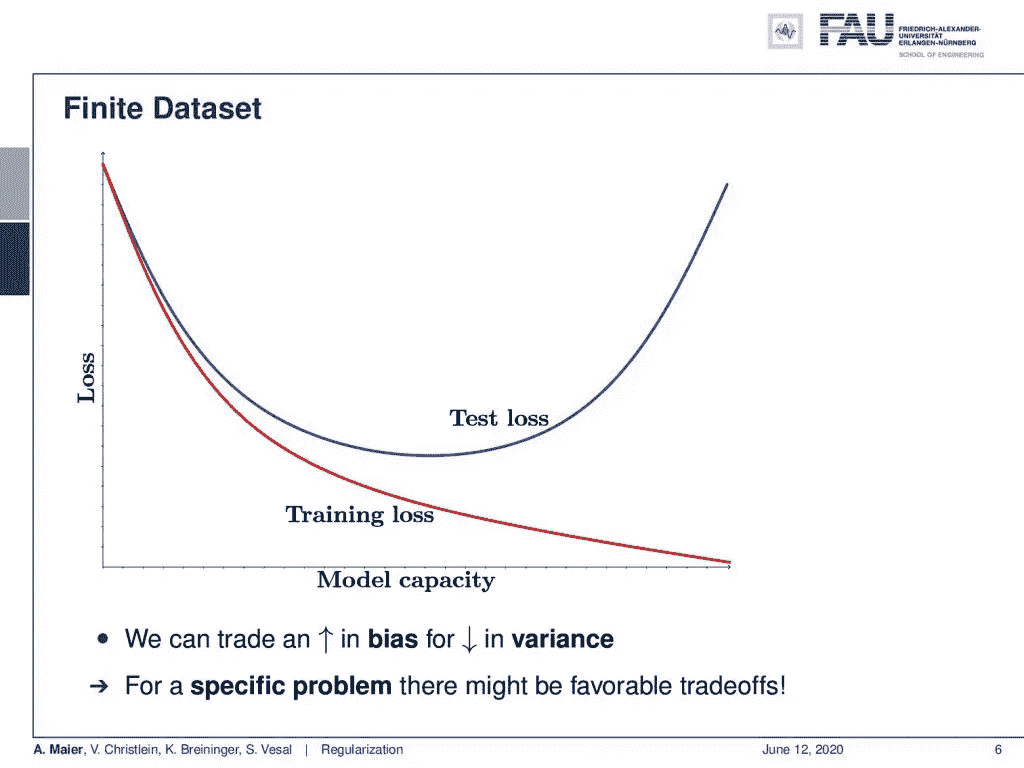 FAU
FRIEDRICH-ALEXANDER-
UNIVERSITÄT
ERLANGEN-NÜRNBERG
SCHOOL OF ENGINEERING
Finite Dataset
Loss
Test loss
Training loss
Model capacity
• We can trade an ↑ in bias for ↓ in variance
➔ For a specific problem there might be favorable tradeoffs!
A. Maier, V. Christlein, K. Breininger, S. Vesal | Regularization June 12, 2020 6